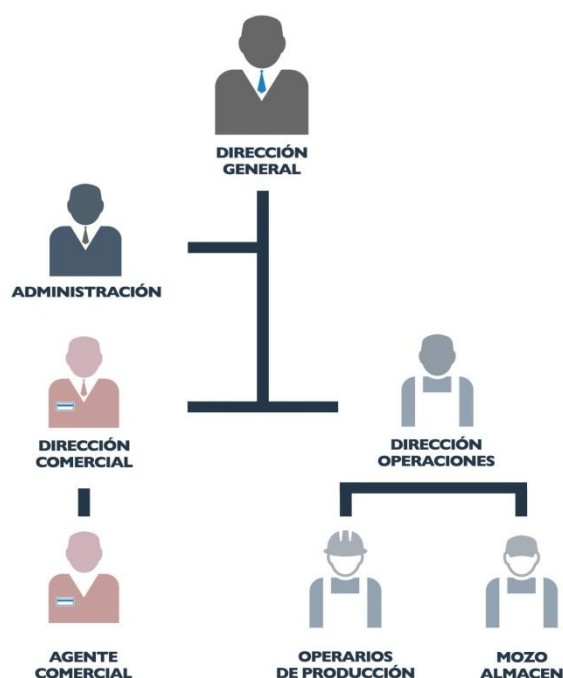 DIRECCIÓN
GENERAL
ADMINISTRACIÓN
DIRECCIÓN
COMERCIAL
DIRECCIÓN
OPERACIONES
AGENTE
COMERCIAL
OPERARIOS
DE PRODUCCIÓN
MOZO
ALMACEN